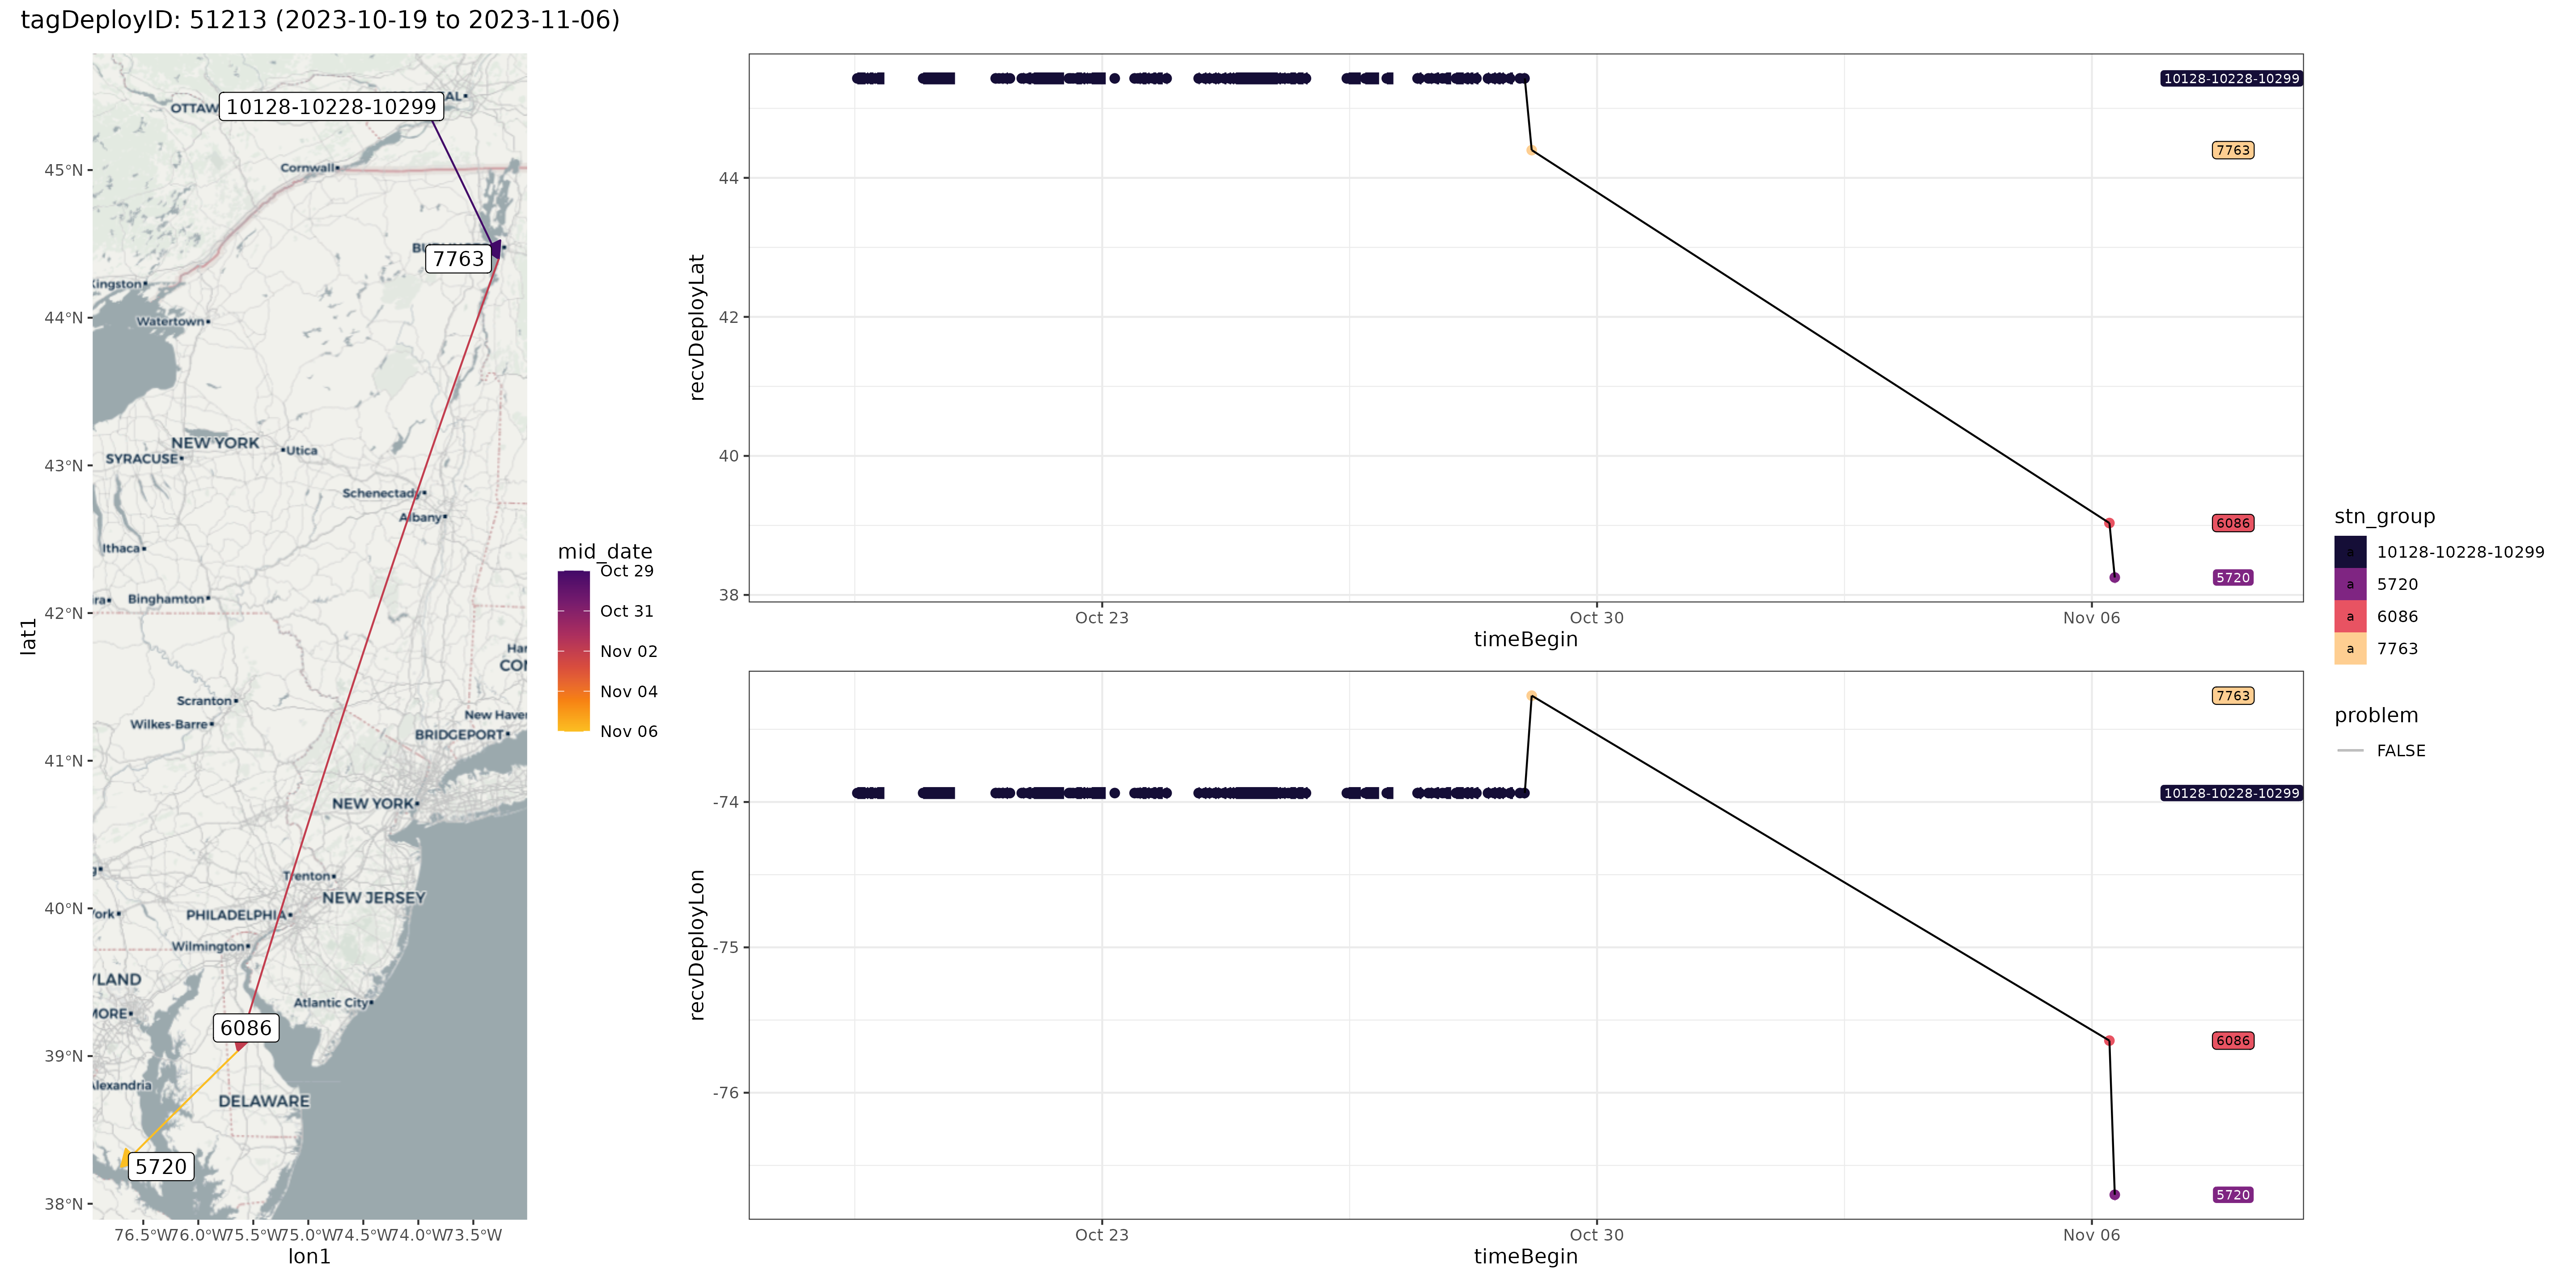 tagDeployID: 51213 (2023-10-19 to 2023-11-06)
10128-10228-10299
Cornwall
7763
Kingston
Watertown
NEW YORK
SYRACUSE
Utica
Schenectady
Albany
Ithaca
Binghamton
Scranton
Wilkes-Barre
New Haven
BRIDGEPORT
NEW YORK
Trenton
NEW JERSEY
PHILADELPHIA
Wilmington
Atlantic City
6086
Alexandria
DELAWARE
5720
45°N
44°N
43°N
42°N
41°N
40°N
39°N
38°N
lat1
76.5°W 76.0°W 75.5°W 75.0°W 74.5°W 74.0°W 73.5°W
lon1
mid_date
Oct 29
Oct 31
Nov 02
Nov 04
Nov 06
recvDeployLat
44
42
40
38
10128-10228-10299
7763
6086
5720
Oct 23
Oct 30
Nov 06
timeBegin
recvDeployLon
-74
-75
-76
7763
10128-10228-10299
6086
5720
Oct 23
Oct 30
Nov 06
timeBegin
stn_group
a 10128-10228-10299
a 5720
a 6086
a 7763
problem
FALSE